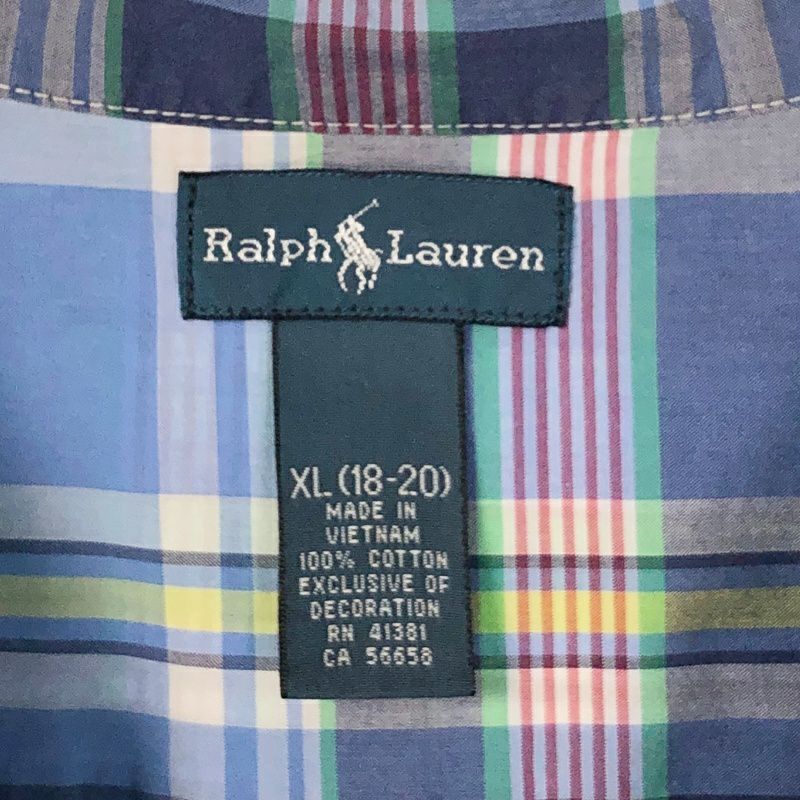 Ralph Lauren
XL (18-20)
MADE IN
VIETNAM
100% COTTON
EXCLUSIVE OF
DECORATION
RN 41381
CA 56658